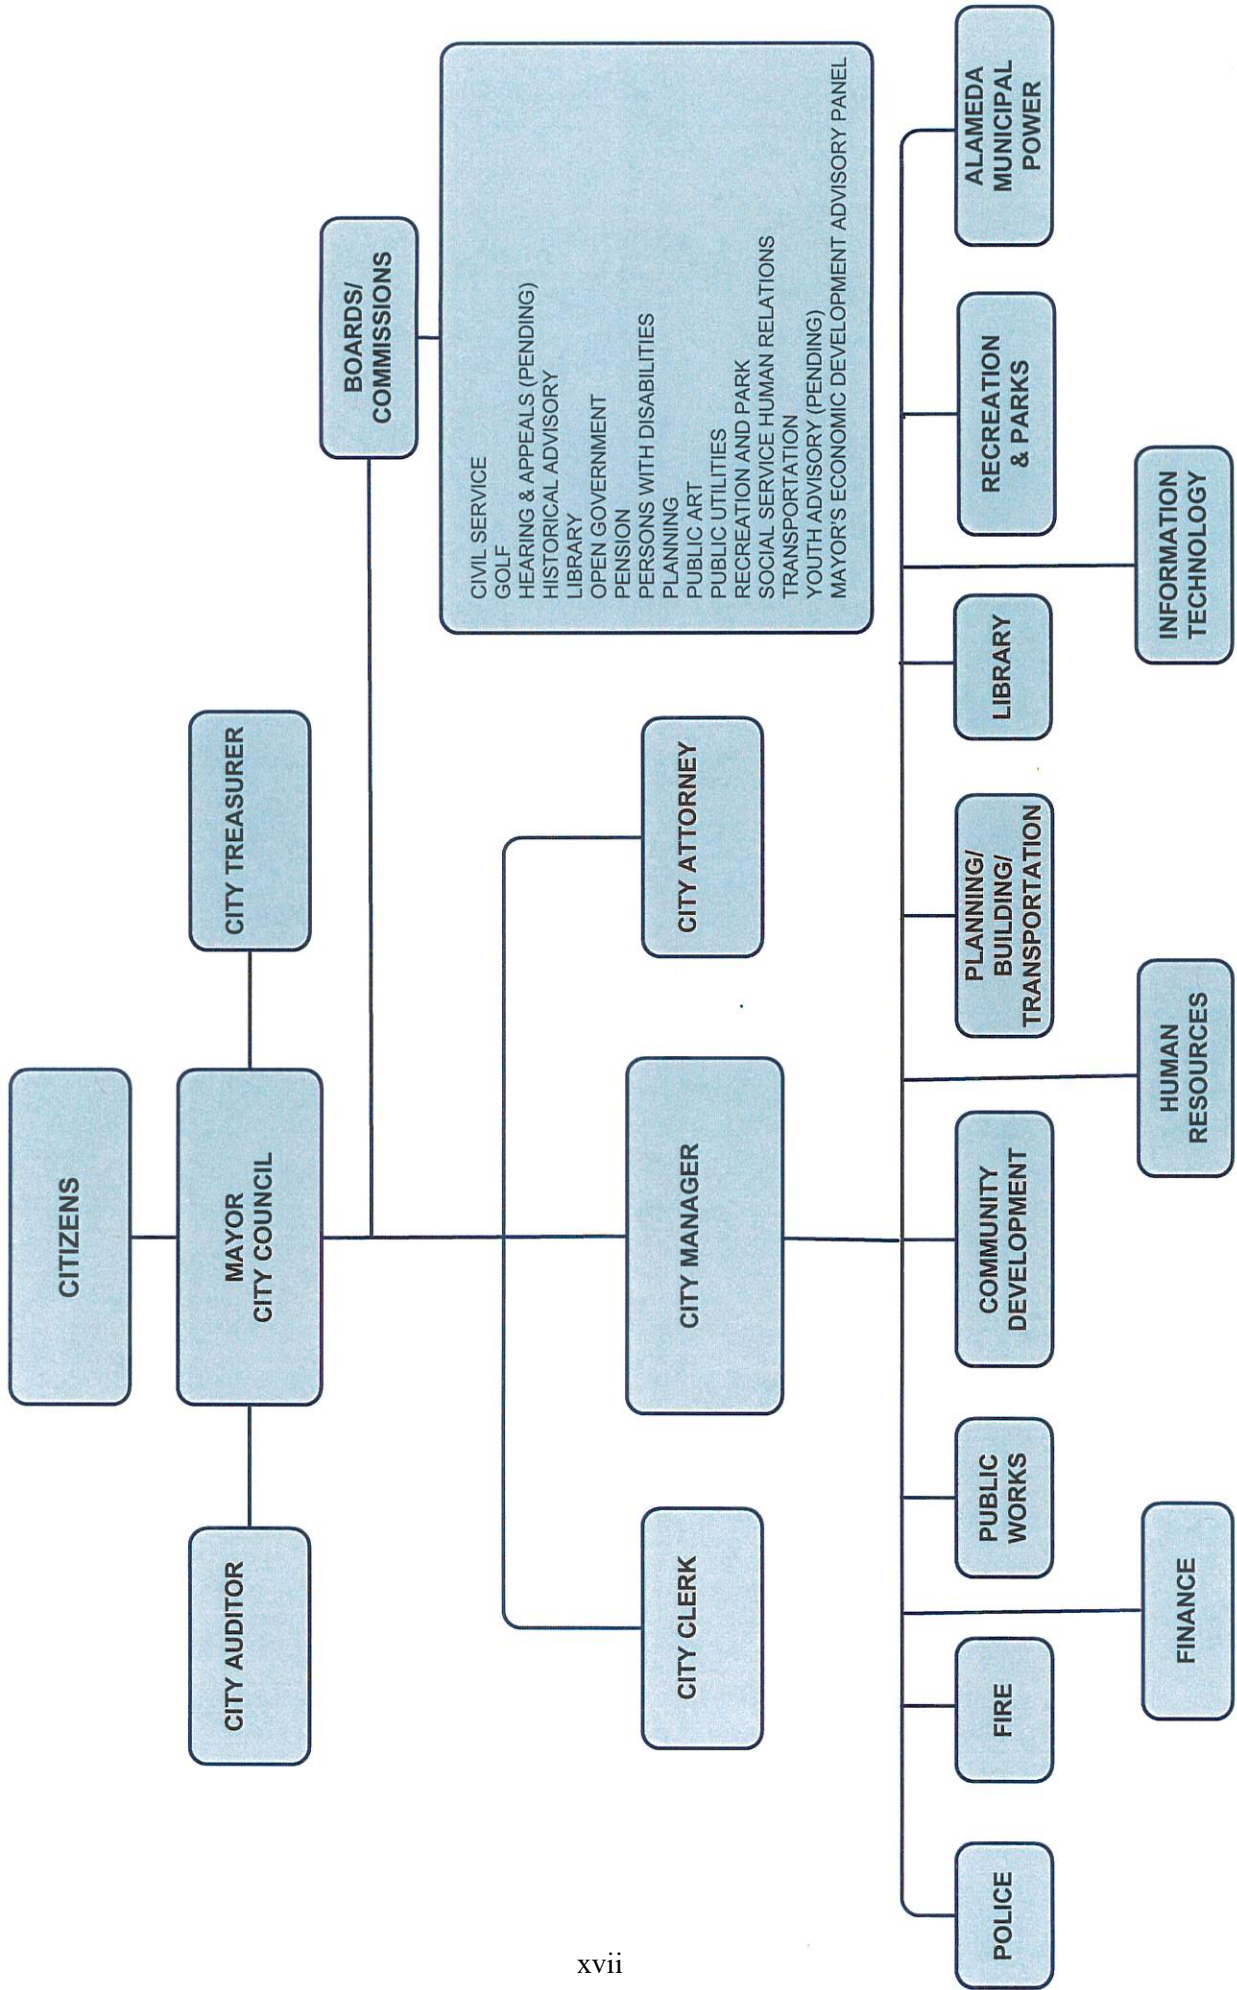 CITIZENS
CITY AUDITOR
MAYOR
CITY COUNCIL
CITY TREASURER
BOARDS/
COMMISSIONS
CIVIL SERVICE
GOLF
HEARING & APPEALS (PENDING)
HISTORICAL ADVISORY
LIBRARY
OPEN GOVERNMENT
PENSION
PERSONS WITH DISABILITIES
PLANNING
PUBLIC ART
PUBLIC UTILITIES
RECREATION AND PARK
SOCIAL SERVICE HUMAN RELATIONS
TRANSPORTATION
YOUTH ADVISORY (PENDING)
MAYOR'S ECONOMIC DEVELOPMENT ADVISORY PANEL
CITY CLERK
CITY MANAGER
CITY ATTORNEY
POLICE
FIRE
PUBLIC
WORKS
COMMUNITY
DEVELOPMENT
PLANNING/
BUILDING/
TRANSPORTATION
LIBRARY
RECREATION
& PARKS
ALAMEDA
MUNICIPAL
POWER
FINANCE
HUMAN
RESOURCES
INFORMATION
TECHNOLOGY
xvii